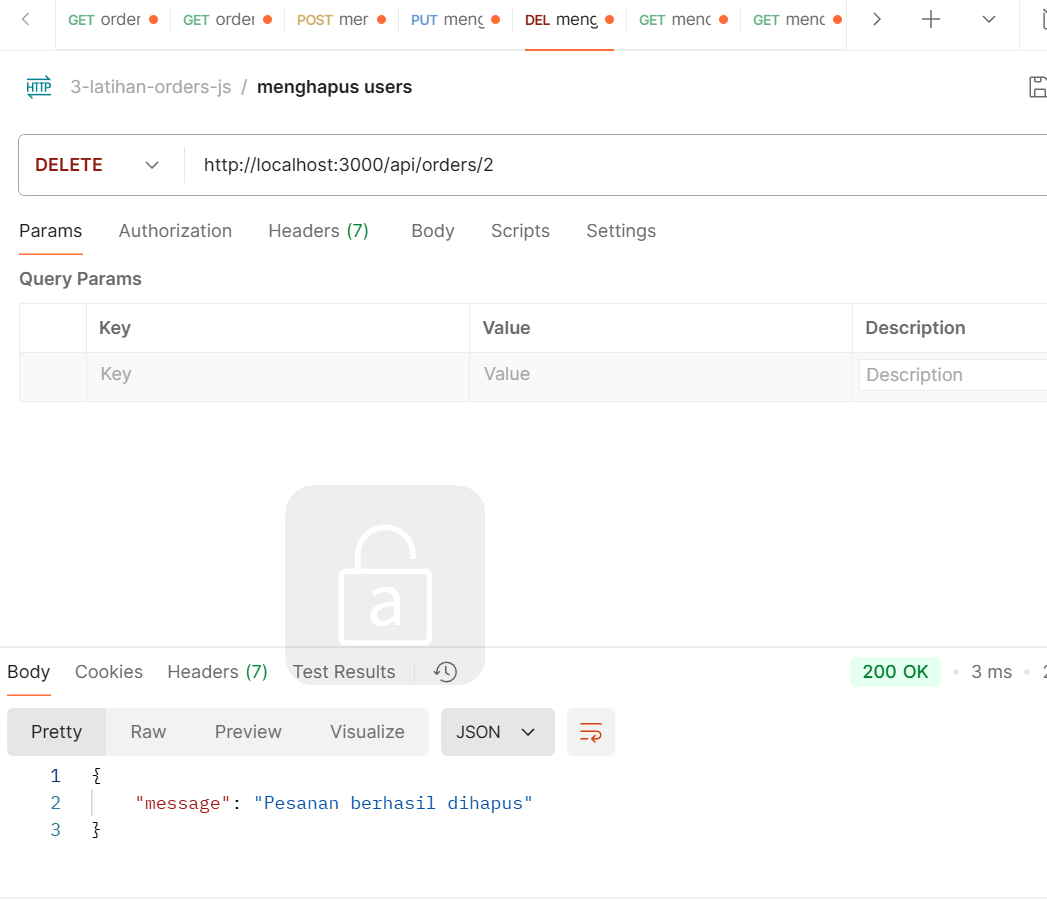 GET order GET order POST mer PUT meng DEL meng GET menc GET menc
HTTP 3-latihan-orders-js / menghapus users
DELETE http://localhost:3000/api/orders/2
Params Authorization Headers (7) Body Scripts Settings
Query Params
Key Value Description
Key Value Description
a
Body Cookies Headers (7) Test Results 200 OK 3 ms
Pretty Raw Preview Visualize JSON
1 {
2 "message": "Pesanan berhasil dihapus"
3 }